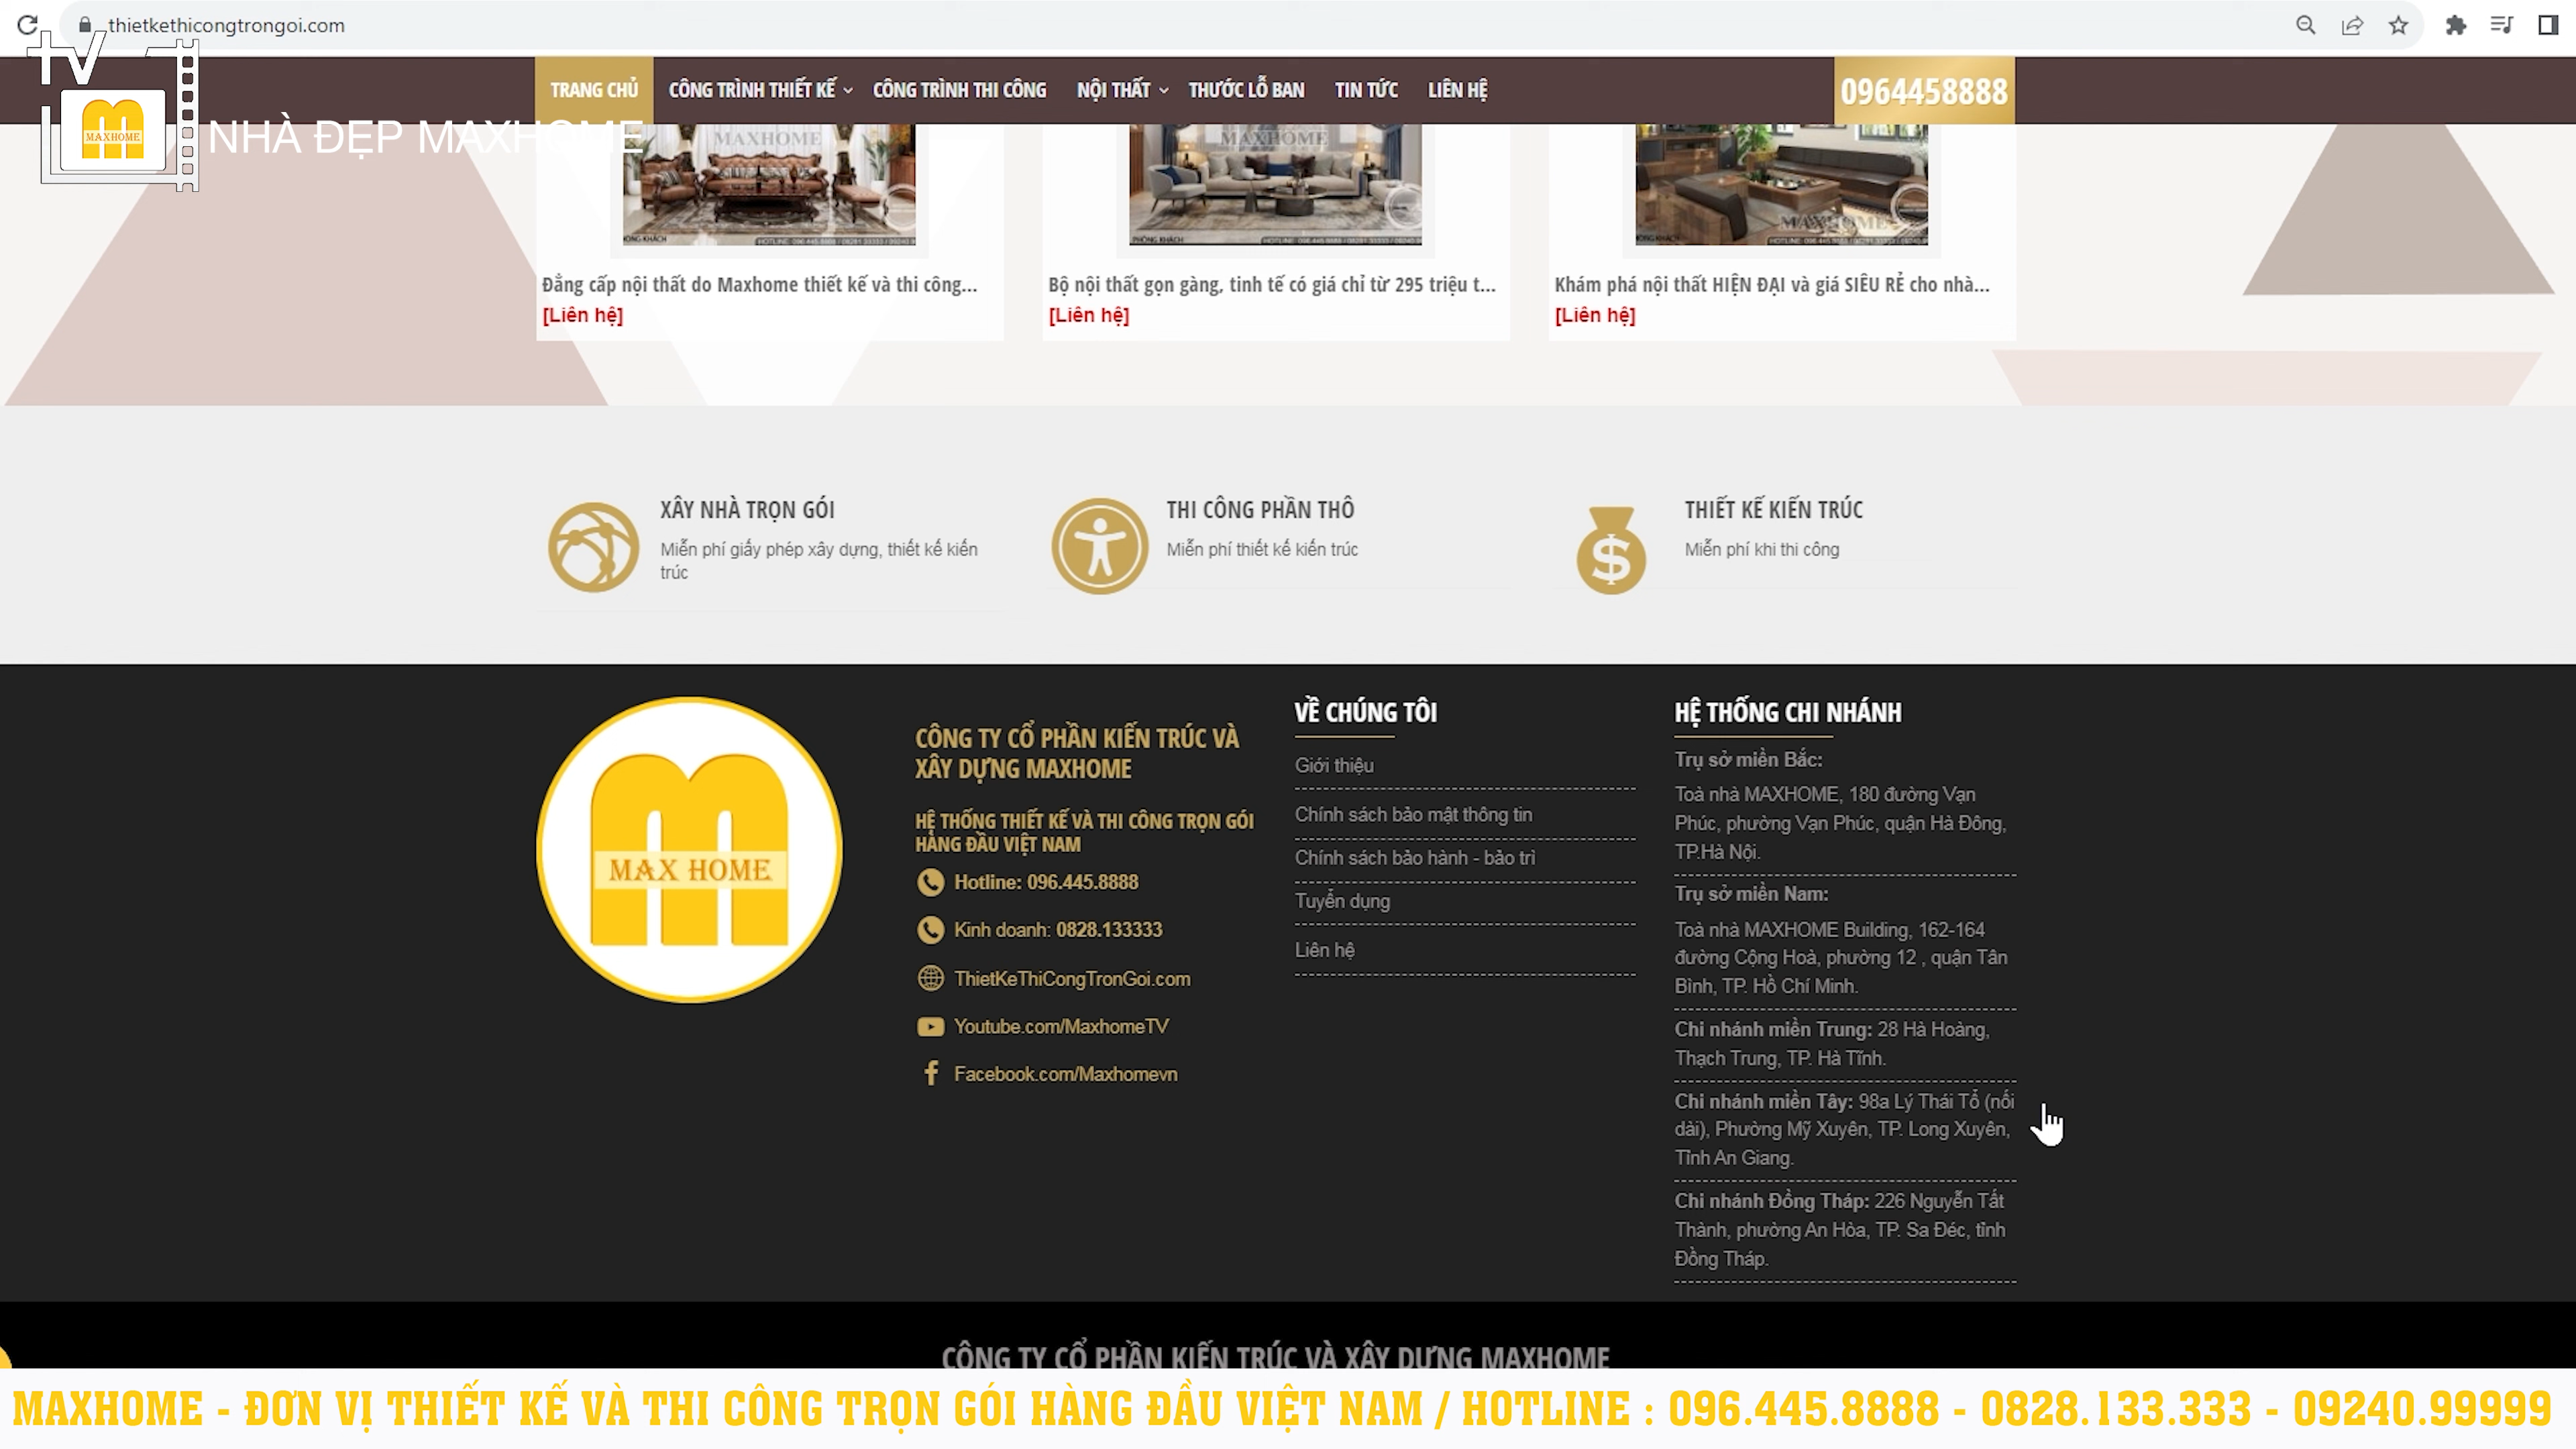 thietkethicongtrongoi.com
tv
MAXHOME
NHÀ ĐẸP MAXHOME
TRANG CHỦ
CÔNG TRÌNH THIẾT KẾ
CÔNG TRÌNH THI CÔNG
NỘI THẤT
THƯỚC LỖ BAN
TIN TỨC
LIÊN HỆ
0964458888
MAXHOME
MAXHOME
MAXHOME
PHÒNG KHÁCH
Đẳng cấp nội thất do Maxhome thiết kế và thi công...
[Liên hệ]
Bộ nội thất gọn gàng, tinh tế có giá chỉ từ 295 triệu t...
[Liên hệ]
Khám phá nội thất HIỆN ĐẠI và giá SIÊU RẺ cho nhà...
[Liên hệ]
XÂY NHÀ TRỌN GÓI
Miễn phí giấy phép xây dựng, thiết kế kiến
trúc
THI CÔNG PHẦN THÔ
Miễn phí thiết kế kiến trúc
THIẾT KẾ KIẾN TRÚC
Miễn phí khi thi công
MAX HOME
CÔNG TY CỔ PHẦN KIẾN TRÚC VÀ
XÂY DỰNG MAXHOME
HỆ THỐNG THIẾT KẾ VÀ THI CÔNG TRỌN GÓI
HÀNG ĐẦU VIỆT NAM
Hotline: 096.445.8888
Kinh doanh: 0828.133333
ThietKeThiCongTronGoi.com
Youtube.com/MaxhomeTV
Facebook.com/Maxhomevn
VỀ CHÚNG TÔI
Giới thiệu
Chính sách bảo mật thông tin
Chính sách bảo hành - bảo trì
Tuyển dụng
Liên hệ
HỆ THỐNG CHI NHÁNH
Trụ sở miền Bắc:
Toà nhà MAXHOME, 180 đường Vạn
Phúc, phường Vạn Phúc, quận Hà Đông,
TP.Hà Nội.
Trụ sở miền Nam:
Toà nhà MAXHOME Building, 162-164
đường Cộng Hoà, phường 12 , quận Tân
Bình, TP. Hồ Chí Minh.
Chi nhánh miền Trung: 28 Hà Hoàng,
Thạch Trung, TP. Hà Tĩnh.
Chi nhánh miền Tây: 98a Lý Thái Tổ (nối
dài), Phường Mỹ Xuyên, TP. Long Xuyên,
Tỉnh An Giang.
Chi nhánh Đồng Tháp: 226 Nguyễn Tất
Thành, phường An Hòa, TP. Sa Đéc, tỉnh
Đồng Tháp.
CÔNG TY CỔ PHẦN KIẾN TRÚC VÀ XÂY DỰNG MAXHOME
MAXHOME - ĐƠN VỊ THIẾT KẾ VÀ THI CÔNG TRỌN GÓI HÀNG ĐẦU VIỆT NAM / HOTLINE : 096.445.8888 - 0828.133.333 - 09240.99999